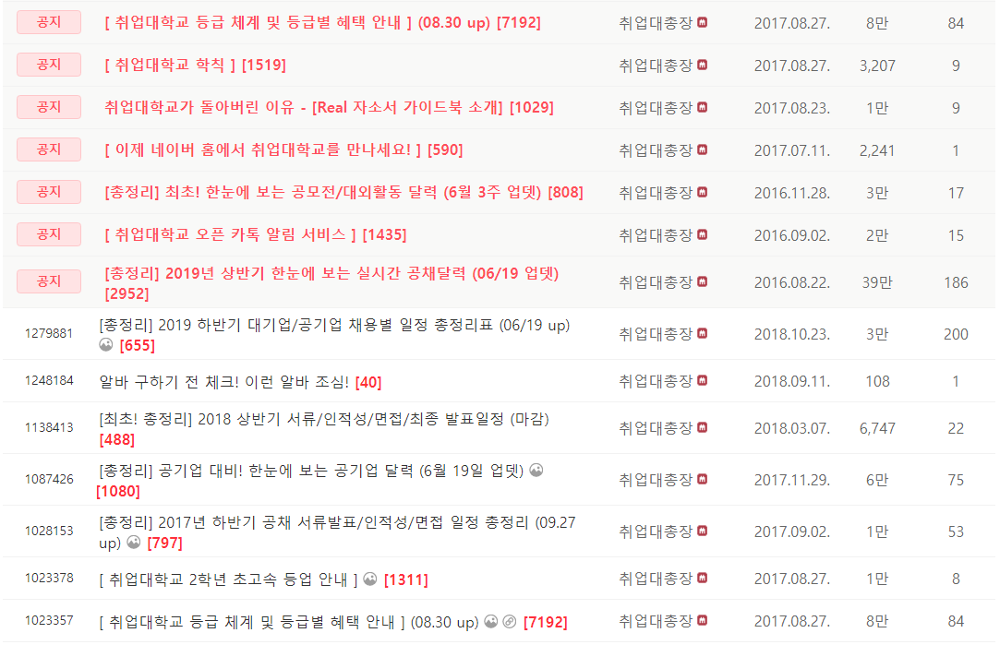 공지 [ 취업대학교 등급 체계 및 등급별 혜택 안내 ] (08.30 up) [7192] 취업대총장 2017.08.27. 8만 84
공지 [ 취업대학교 학칙 ] [1519] 취업대총장 2017.08.27. 3,207 9
공지 취업대학교가 돌아버린 이유 - [Real 자소서 가이드북 소개] [1029] 취업대총장 2017.08.23. 1만 9
공지 [ 이제 네이버 홈에서 취업대학교를 만나세요! ] [590] 취업대총장 2017.07.11. 2,241 1
공지 [총정리] 최초! 한눈에 보는 공모전/대외활동 달력 (6월 3주 업뎃) [808] 취업대총장 2016.11.28. 3만 17
공지 [ 취업대학교 오픈 카톡 알림 서비스 ] [1435] 취업대총장 2016.09.02. 2만 15
공지 [총정리] 2019년 상반기 한눈에 보는 실시간 공채달력 (06/19 업뎃)
[2952] 취업대총장 2016.08.22. 39만 186
1279881 [총정리] 2019 하반기 대기업/공기업 채용별 일정 총정리표 (06/19 up)
[655] 취업대총장 2018.10.23. 3만 200
1248184 알바 구하기 전 체크! 이런 알바 조심! [40] 취업대총장 2018.09.11. 108 1
1138413 [최초! 총정리] 2018 상반기 서류/인적성/면접/최종 발표일정 (마감)
[488] 취업대총장 2018.03.07. 6,747 22
1087426 [총정리] 공기업 대비! 한눈에 보는 공기업 달력 (6월 19일 업뎃)
[1080] 취업대총장 2017.11.29. 6만 75
1028153 [총정리] 2017년 하반기 공채 서류발표/인적성/면접 일정 총정리 (09.27
up) [797] 취업대총장 2017.09.02. 1만 53
1023378 [ 취업대학교 2학년 초고속 등업 안내 ] [1311] 취업대총장 2017.08.27. 1만 8
1023357 [ 취업대학교 등급 체계 및 등급별 혜택 안내 ] (08.30 up) [7192] 취업대총장 2017.08.27. 8만 84